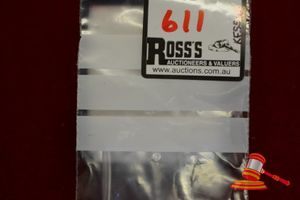 611
ROSS'S
AUCTIONEERS & VALUERS
www.auctions.com.au